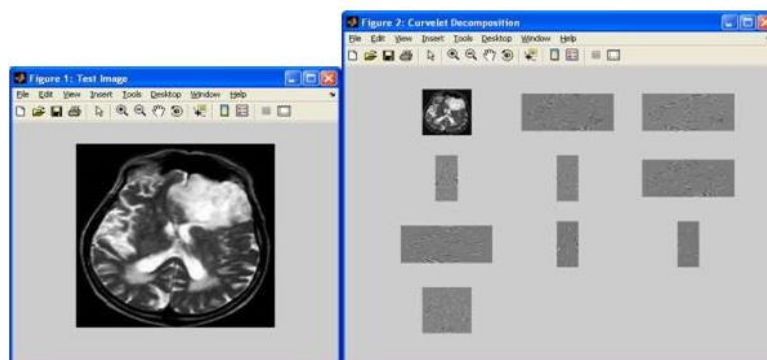 Figure 1: Test Image
File Edit View Insert Tools Desktop Window Help
Figure 2: Curvelet Decomposition
File Edit View Insert Tools Desktop Window Help